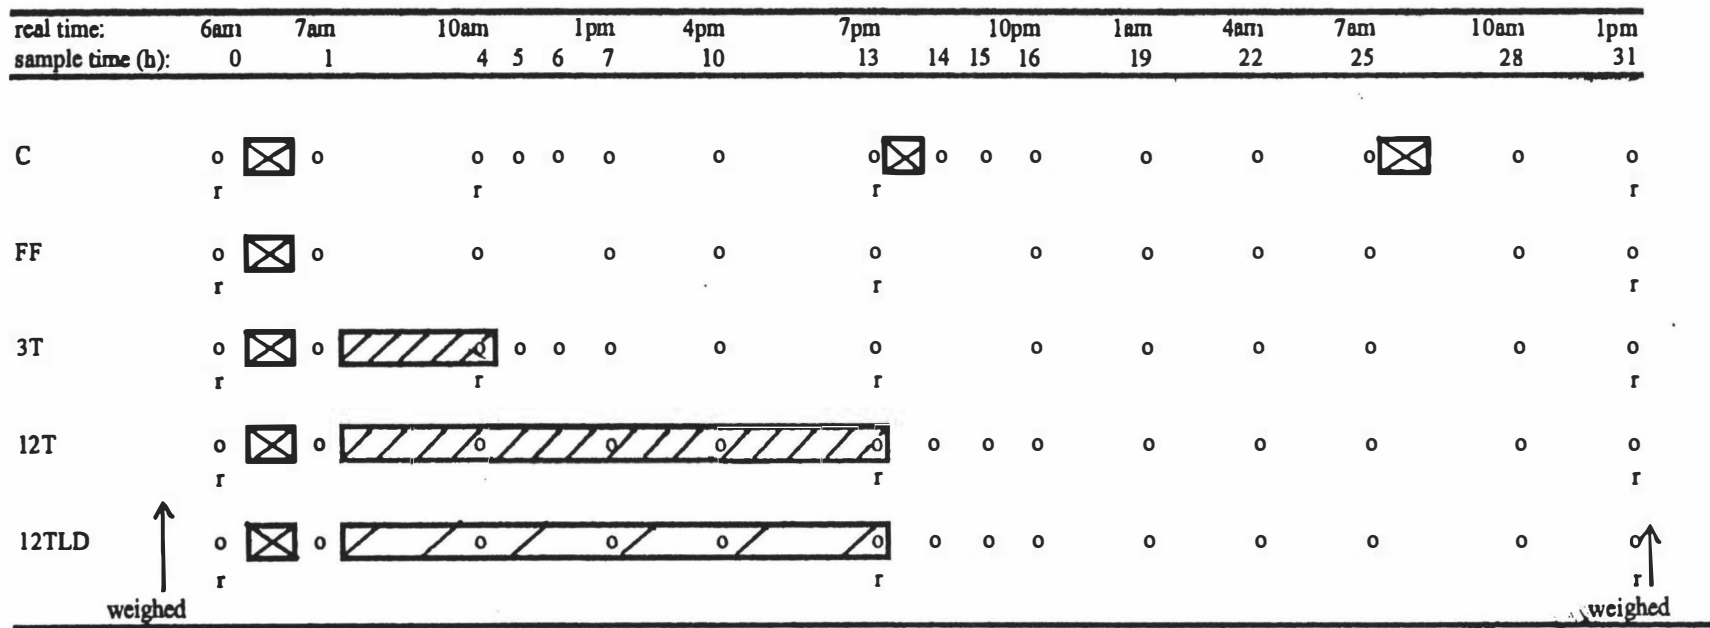 real time: 6am 7am 10am 1pm 4pm 7pm 10pm 1am 4am 7am 10am 1pm
sample time (h): 0 1 4 5 6 7 10 13 14 15 16 19 22 25 28 31
C o o o o o o o o o o o o o o o o
r r r r
FF o o o o o o o o o o o o
r r r
3T o o o o o o o o o o o o o o
r r r r
12T o o o o o o o o o o o o o o
r r r
12TLD o o o o o o o o o o o o o o
r r r
weighed weighed